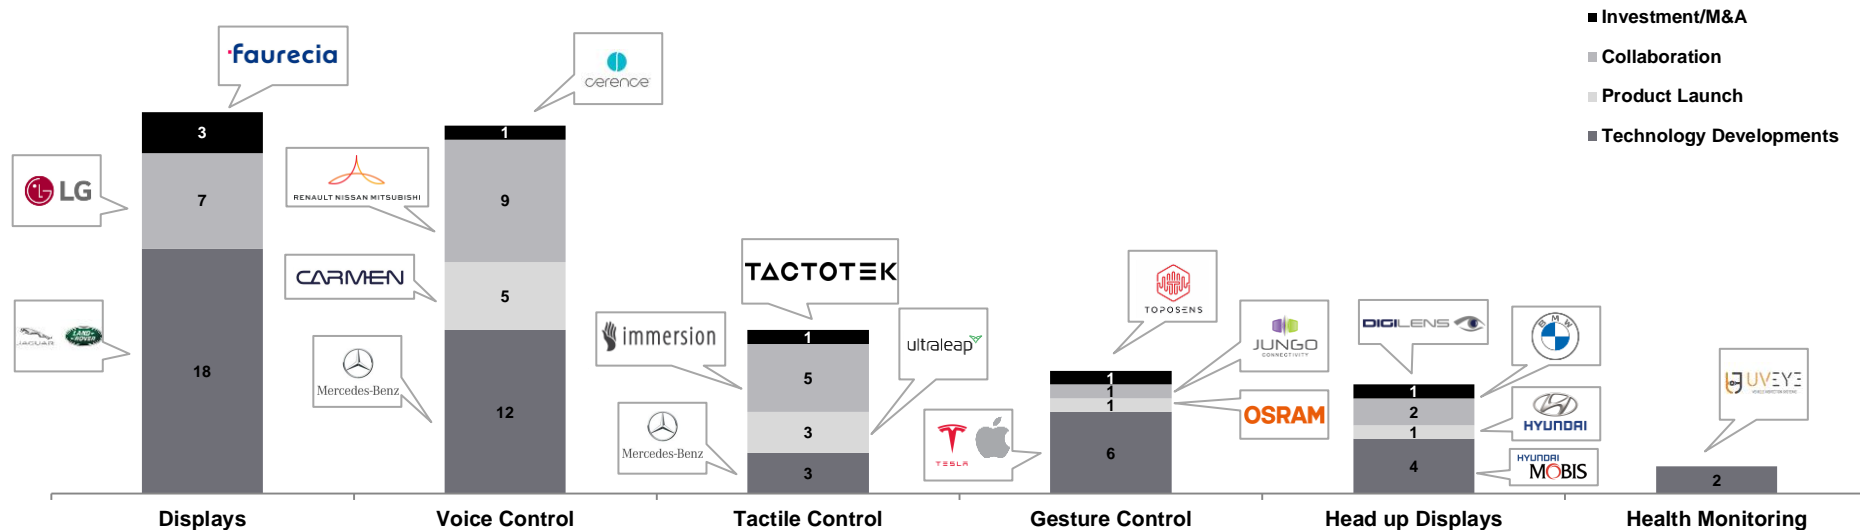 Investment/M&A
Collaboration
Product Launch
Technology Developments
faurecia
cerence
3
1
LG
7
RENAULT NISSAN MITSUBISHI
9
CARMEN
5
JAGUAR
LAND-
ROVER
18
Mercedes-Benz
12
TACTOTEK
immersion
ultraleap
1
5
3
Mercedes-Benz
3
TOPOSENS
JUNGO
CONNECTIVITY
1
1
1
OSRAM
TESLA
6
DIGILENS
BMW
1
2
1
HYUNDAI
4
HYUNDAI
MOBIS
UVEYE
2
Displays
Voice Control
Tactile Control
Gesture Control
Head up Displays
Health Monitoring